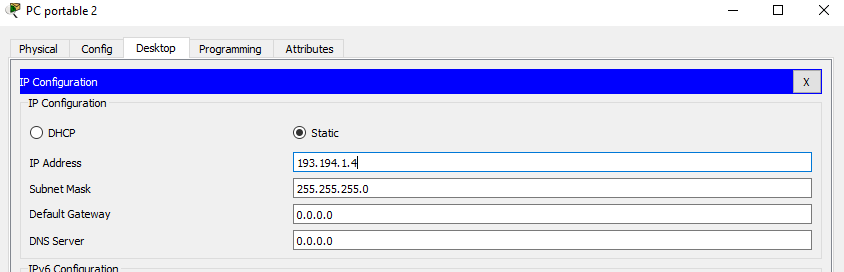 PC portable 2
Physical Config Desktop Programming Attributes
IP Configuration X
IP Configuration
DHCP Static
IP Address 193.194.1.4
Subnet Mask 255.255.255.0
Default Gateway 0.0.0.0
DNS Server 0.0.0.0
IPv6 Configuration